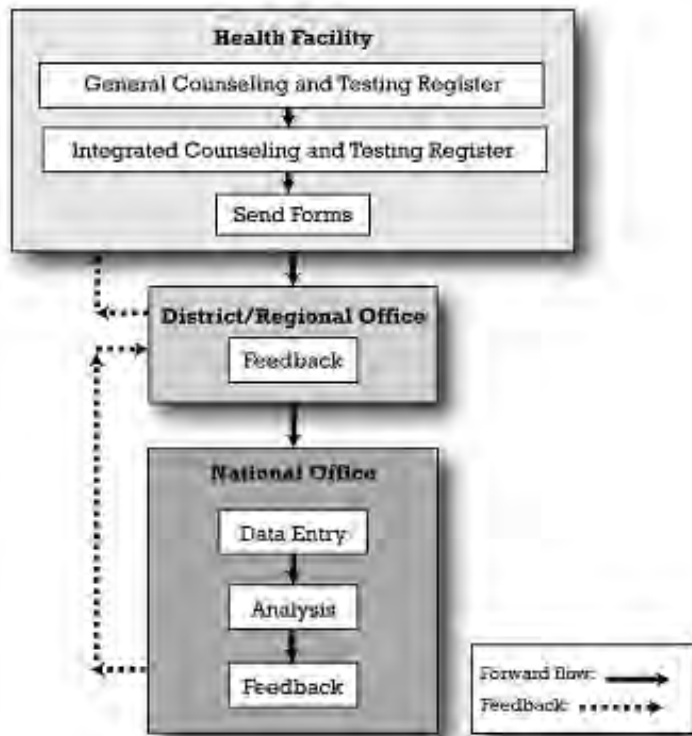 Health Facility
General Counseling and Testing Register
Integrated Counseling and Testing Register
Send Forms
District/Regional Office
Feedback
National Office
Data Entry
Analysis
Feedback
Forward flow:
Feedback: